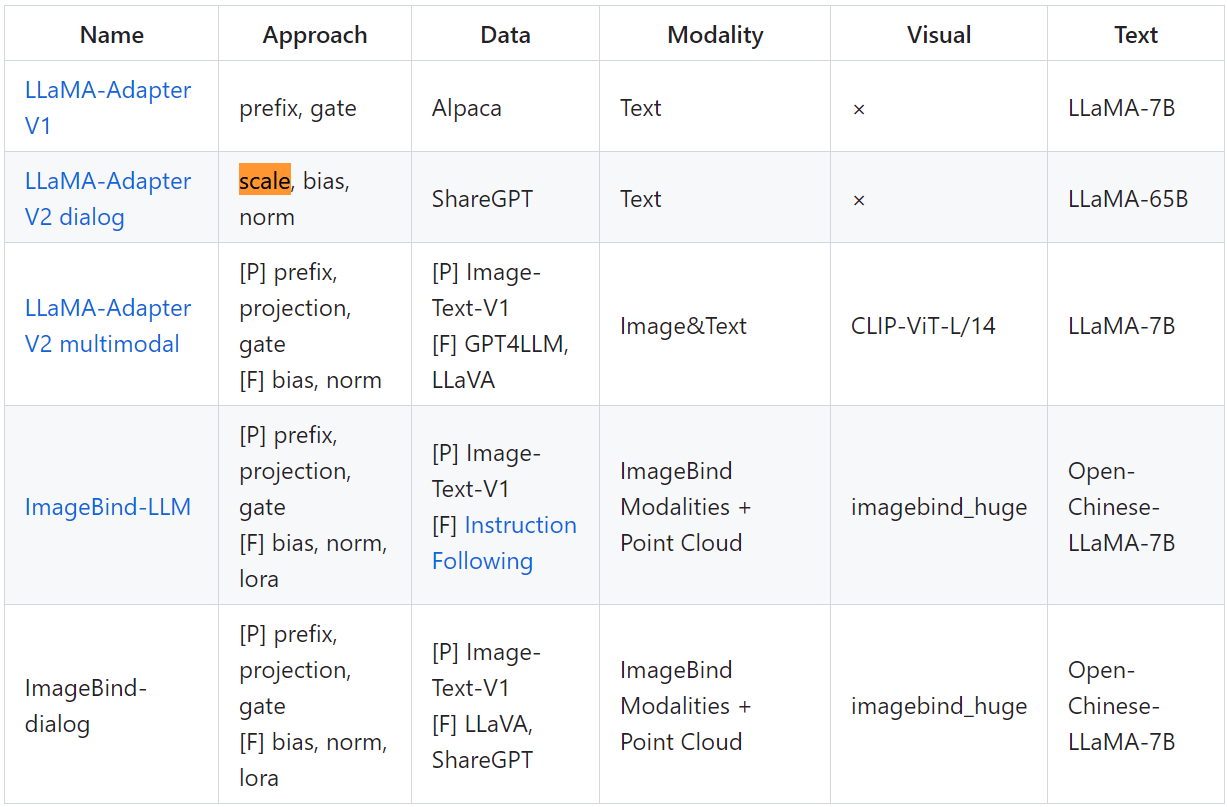 Name Approach Data Modality Visual Text
LLaMA-Adapter
V1
prefix, gate
Alpaca
Text
×
LLaMA-7B
LLaMA-Adapter
V2 dialog
scale, bias,
norm
ShareGPT
Text
×
LLaMA-65B
LLaMA-Adapter
V2 multimodal
[P] prefix,
projection,
gate
[F] bias, norm
[P] Image-
Text-V1
[F] GPT4LLM,
LLaVA
Image&Text
CLIP-ViT-L/14
LLaMA-7B
ImageBind-LLM
[P] prefix,
projection,
gate
[F] bias, norm,
lora
[P] Image-
Text-V1
[F] Instruction
Following
ImageBind
Modalities +
Point Cloud
imagebind_huge
Open-
Chinese-
LLaMA-7B
ImageBind-
dialog
[P] prefix,
projection,
gate
[F] bias, norm,
lora
[P] Image-
Text-V1
[F] LLaVA,
ShareGPT
ImageBind
Modalities +
Point Cloud
imagebind_huge
Open-
Chinese-
LLaMA-7B